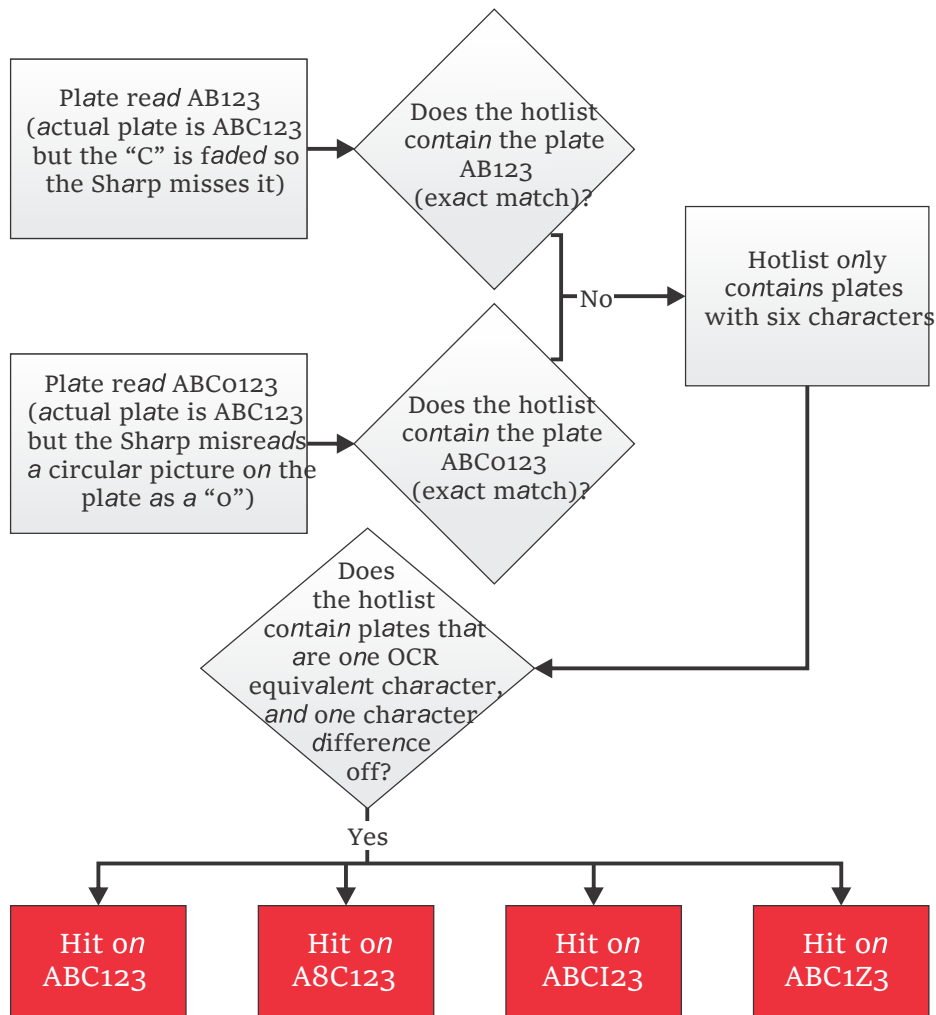 Plate read AB123
(actual plate is ABC123
but the “C” is faded so
the Sharp misses it)
Does the hotlist
contain the plate
AB123
(exact match)?
No
Hotlist only
contains plates
with six characters
Plate read ABC0123
(actual plate is ABC123
but the Sharp misreads
a circular picture on the
plate as a “0”)
Does the hotlist
contain the plate
ABC0123
(exact match)?
Does
the hotlist
contain plates that
are one OCR
equivalent character,
and one character
difference
off?
Yes
Hit on
ABC123
Hit on
A8C123
Hit on
ABCI23
Hit on
ABC1Z3